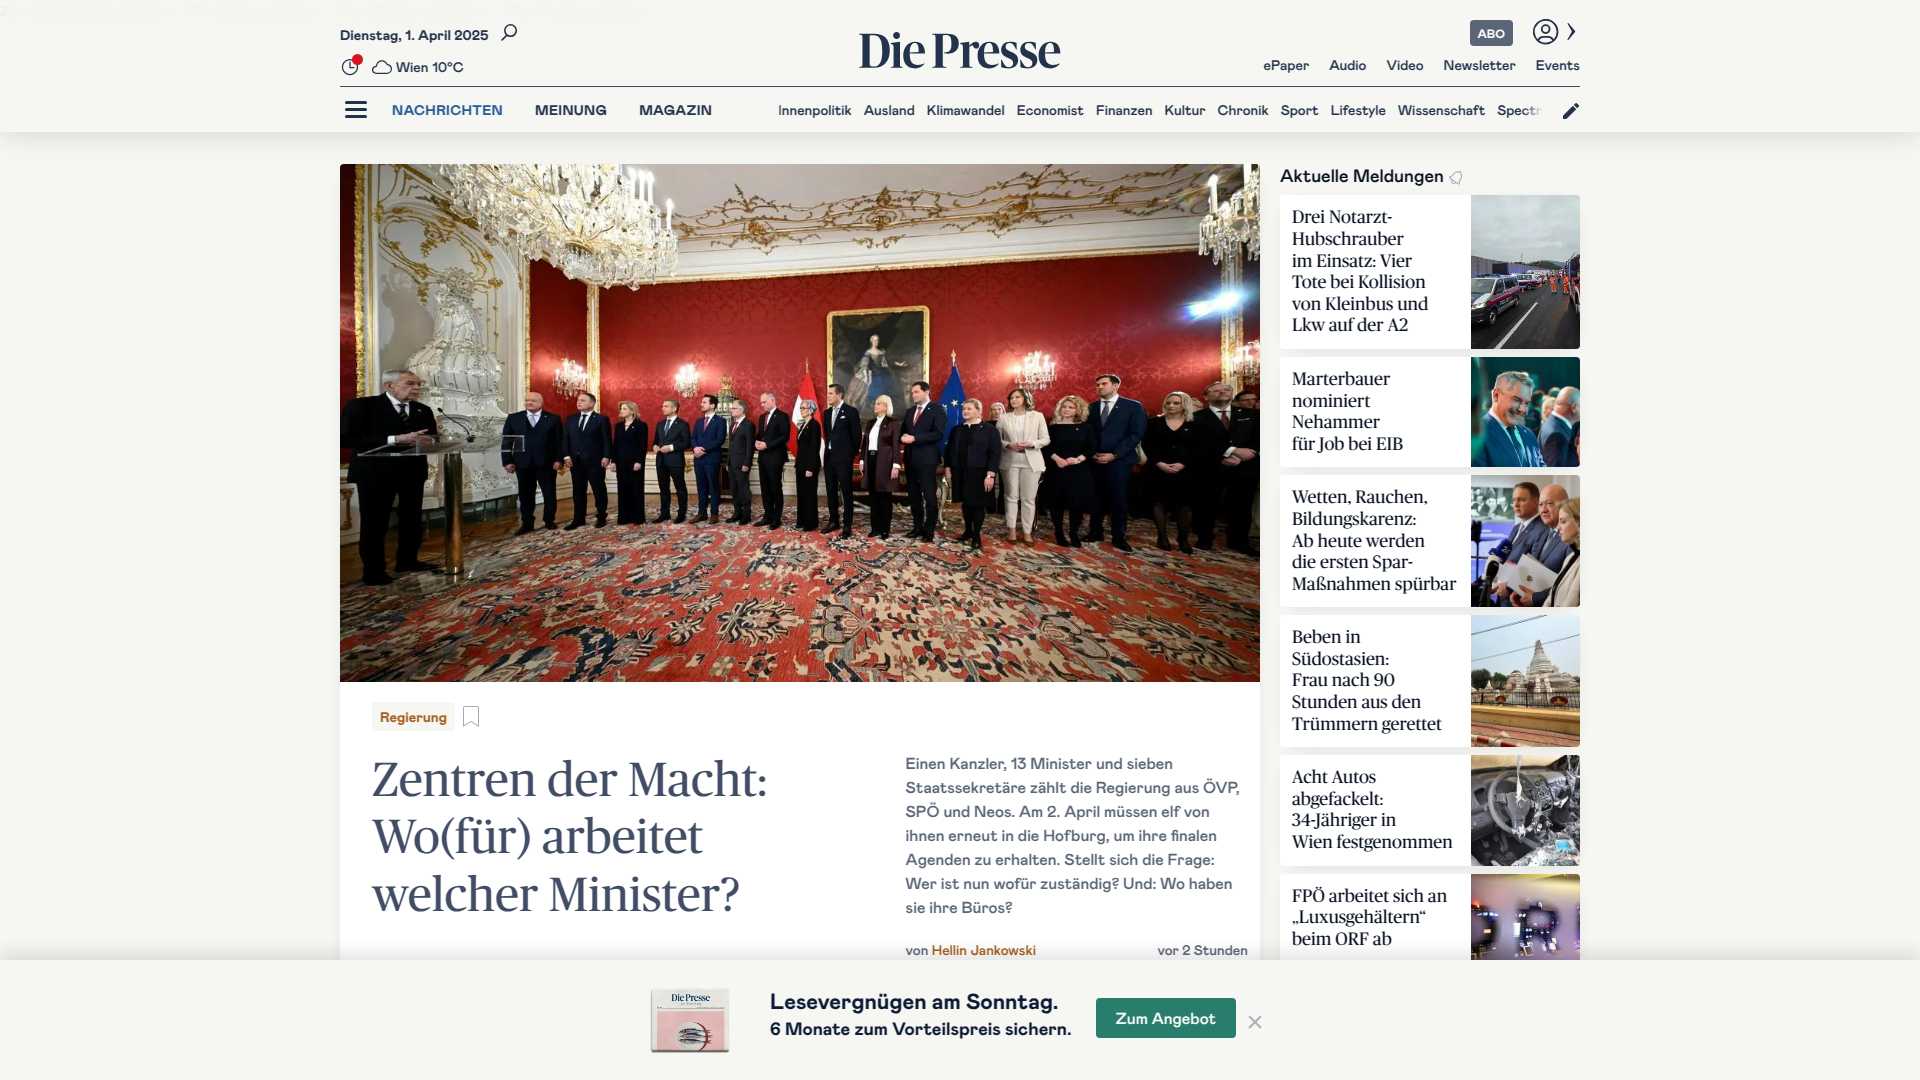 Dienstag, 1. April 2025
Wien 10°C
Die Presse
ABO
ePaper Audio Video Newsletter Events
NACHRICHTEN MEINUNG MAGAZIN
Innenpolitik Ausland Klimawandel Economist Finanzen Kultur Chronik Sport Lifestyle Wissenschaft
Regierung
Zentren der Macht:
Wo(für) arbeitet
welcher Minister?
Einen Kanzler, 13 Minister und sieben
Staatssekretäre zählt die Regierung aus ÖVP,
SPÖ und Neos. Am 2. April müssen elf von
ihnen erneut in die Hofburg, um ihre finalen
Agenden zu erhalten. Stellt sich die Frage:
Wer ist nun wofür zuständig? Und: Wo haben
sie ihre Büros?
von Hellin Jankowski vor 2 Stunden
Aktuelle Meldungen
Drei Notarzt-
Hubschrauber
im Einsatz: Vier
Tote bei Kollision
von Kleinbus und
Lkw auf der A2
Marterbauer
nominiert
Nehammer
für Job bei EIB
Wetten, Rauchen,
Bildungskarenz:
Ab heute werden
die ersten Spar-
Maßnahmen spürbar
Beben in
Südostasien:
Frau nach 90
Stunden aus den
Trümmern gerettet
Acht Autos
abgefackelt:
34-Jähriger in
Wien festgenommen
FPÖ arbeitet sich an
„Luxusgehältern“
beim ORF ab
Die Presse
Lesevergnügen am Sonntag.
6 Monate zum Vorteilspreis sichern.
Zum Angebot